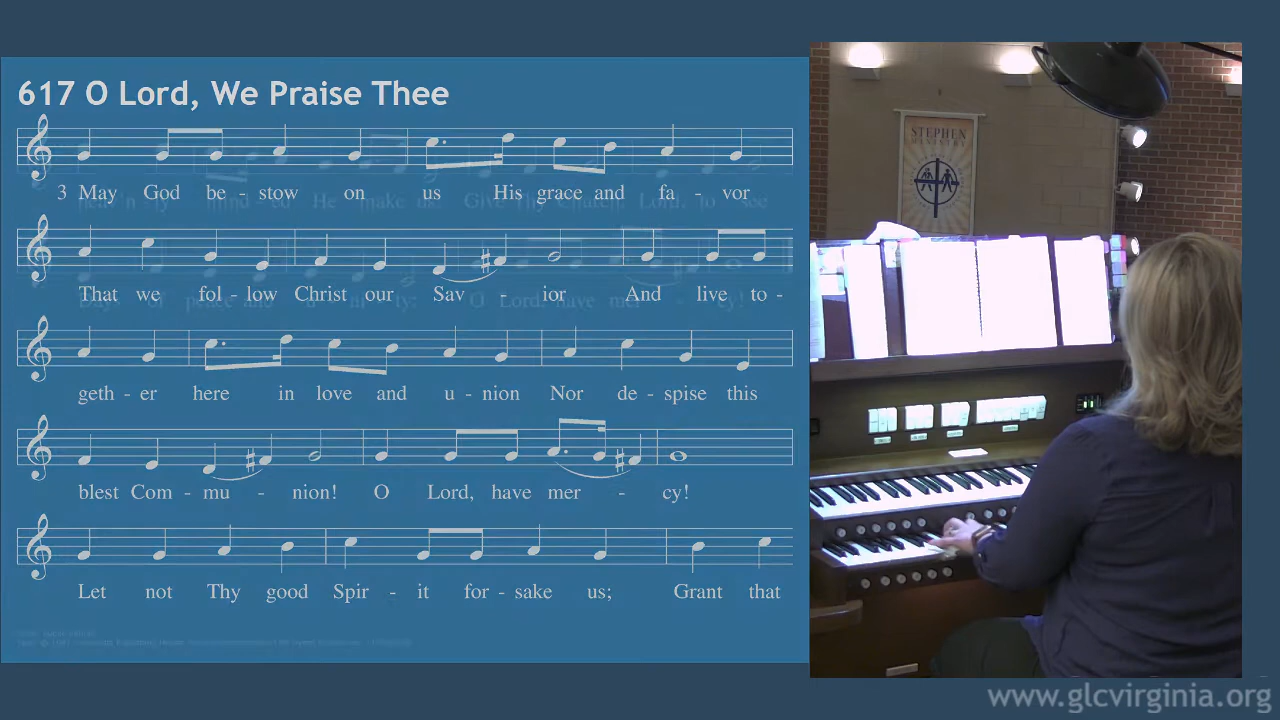 617 O Lord, We Praise Thee
3 May God be - stow on us His grace and fa - vor
That we fol - low Christ our Sav - ior And live to -
geth - er here in love and u - nion Nor de - spise this
blest Com - mu - nion! O Lord, have mer - cy!
Let not Thy good Spir - it for - sake us; Grant that
STEPHEN
MINISTRY
www.glcvirginia.org